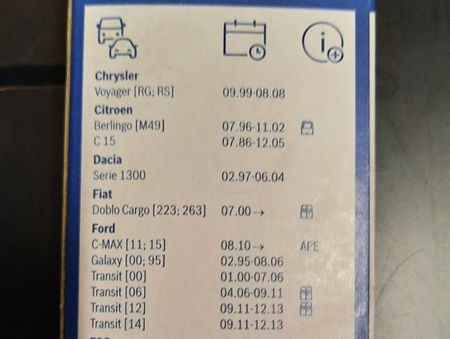 Chrysler
Voyager [RG; RS] 09.99-08.08
Citroen
Berlingo [M49] 07.96-11.02
C 15 07.86-12.05
Dacia
Serie 1300 02.97-06.04
Fiat
Doblo Cargo [223; 263] 07.00→
Ford
C-MAX [11; 15] 08.10→ APE
Galaxy [00; 95] 02.95-08.06
Transit [00] 01.00-07.06
Transit [06] 04.06-09.11
Transit [12] 09.11-12.13
Transit [14] 09.11-12.13